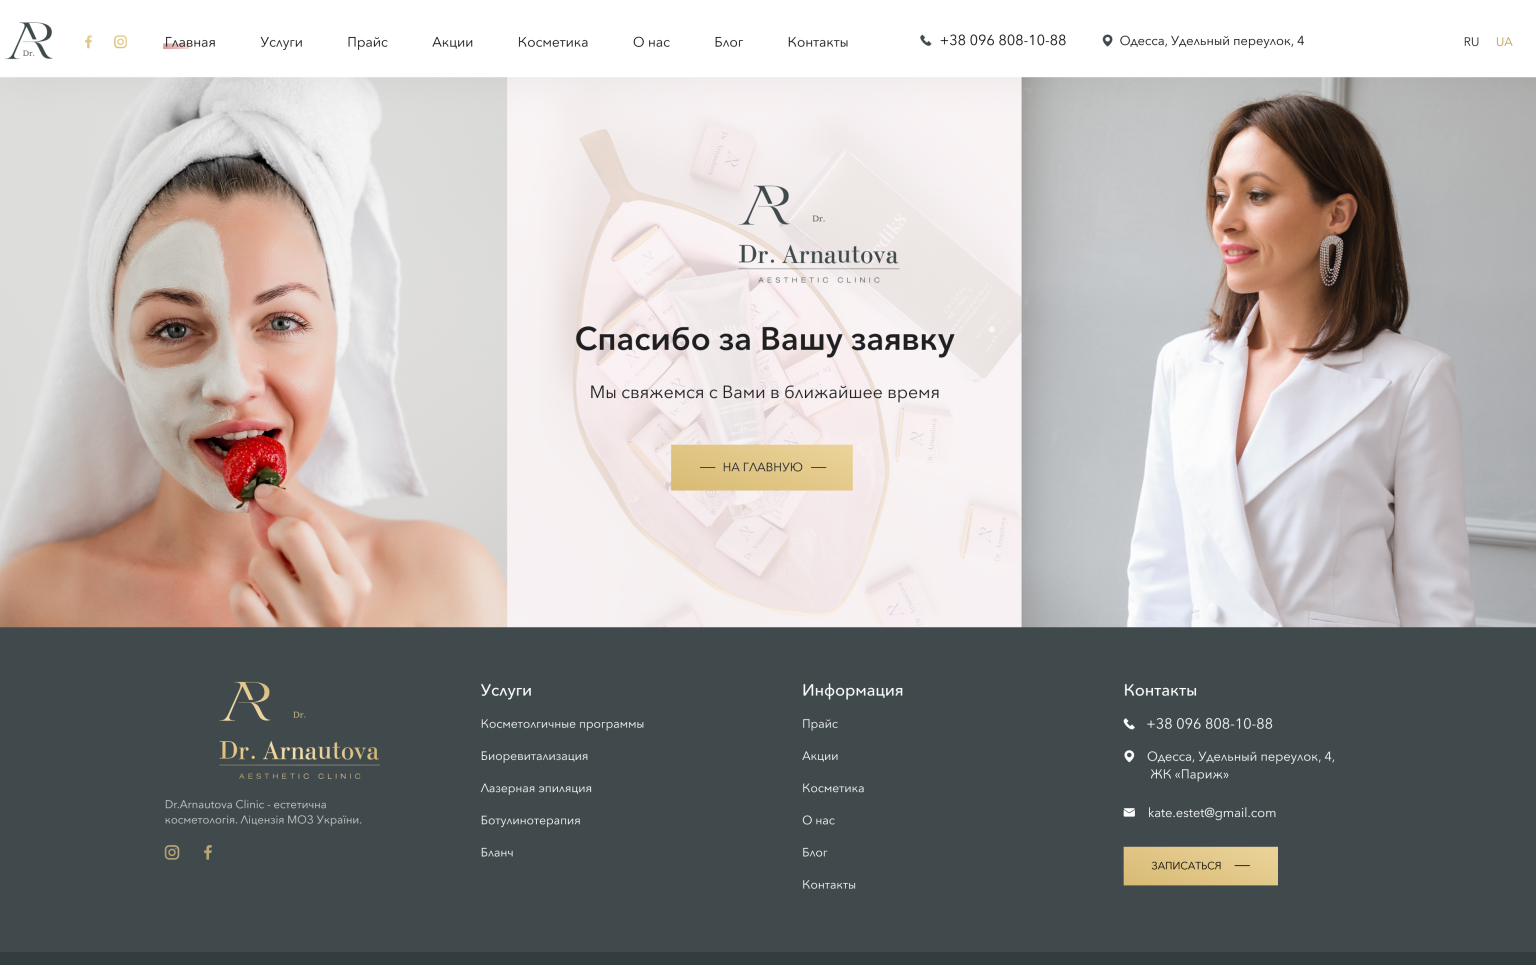 AR
Dr.
Главная Услуги Прайс Акции Косметика О нас Блог Контакты +38 096 808-10-88 Одесса, Удельный переулок, 4 RU UA
AR Dr.
Dr. Arnautova
AESTHETIC CLINIC
Спасибо за Вашу заявку
Мы свяжемся с Вами в ближайшее время
— НА ГЛАВНУЮ —
AR Dr.
Dr. Arnautova
AESTHETIC CLINIC
Dr.Arnautova Clinic - естетична
косметологія. Ліцензія МОЗ України.
Услуги
Косметолгичные программы
Биоревитализация
Лазерная эпиляция
Ботулинотерапия
Бланч
Информация
Прайс
Акции
Косметика
О нас
Блог
Контакты
Контакты
+38 096 808-10-88
Одесса, Удельный переулок, 4,
ЖК «Париж»
kate.estet@gmail.com
ЗАПИСАТЬСЯ —